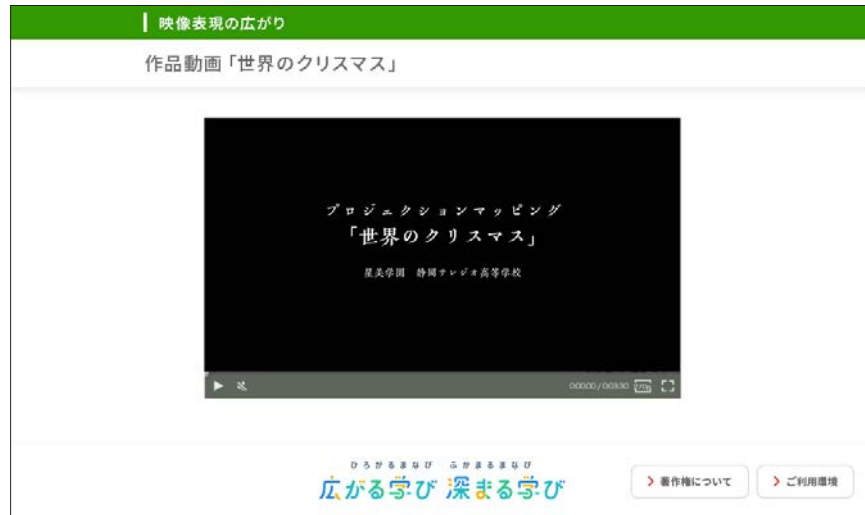 映像表現の広がり
作品動画「世界のクリスマス」
プロジェクションマッピング
「世界のクリスマス」
星美学園 静岡サレジオ高等学校
ひろがるまなび ふかまるまなび
広がる学び 深まる学び
著作権について
ご利用環境